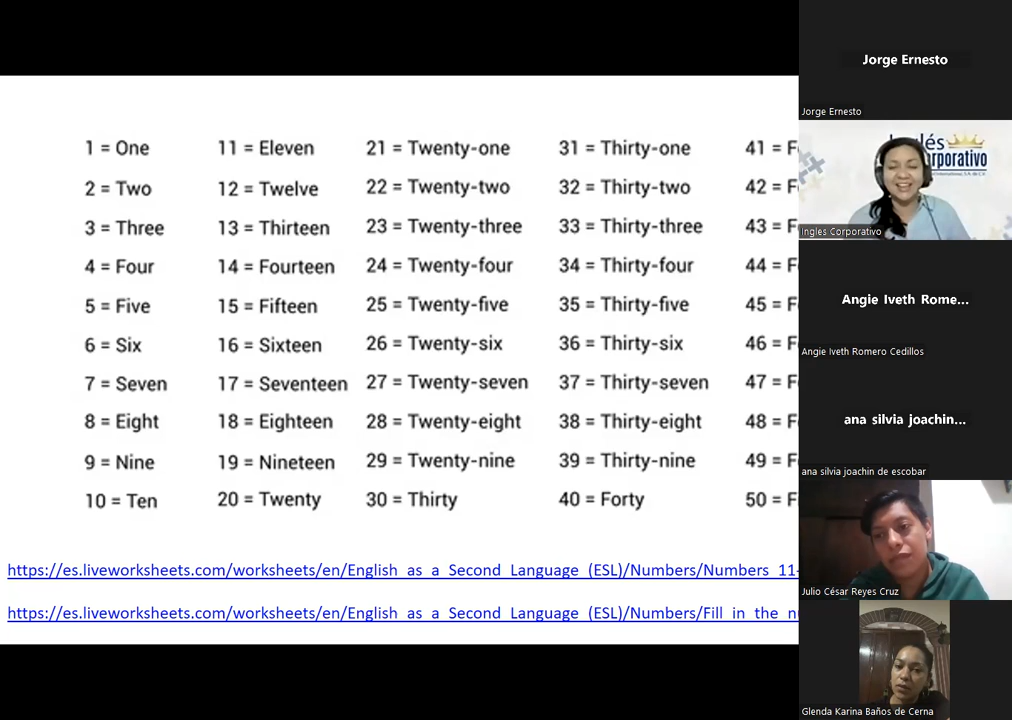 1 = One
2 = Two
3 = Three
4 = Four
5 = Five
6 = Six
7 = Seven
8 = Eight
9 = Nine
10 = Ten
11 = Eleven
12 = Twelve
13 = Thirteen
14 = Fourteen
15 = Fifteen
16 = Sixteen
17 = Seventeen
18 = Eighteen
19 = Nineteen
20 = Twenty
21 = Twenty-one
22 = Twenty-two
23 = Twenty-three
24 = Twenty-four
25 = Twenty-five
26 = Twenty-six
27 = Twenty-seven
28 = Twenty-eight
29 = Twenty-nine
30 = Thirty
31 = Thirty-one
32 = Thirty-two
33 = Thirty-three
34 = Thirty-four
35 = Thirty-five
36 = Thirty-six
37 = Thirty-seven
38 = Thirty-eight
39 = Thirty-nine
40 = Forty
41 = F
42 = F
43 = F
44 = F
45 = F
46 = F
47 = F
48 = F
49 = F
50 = F
https://es.liveworksheets.com/worksheets/en/English_as_a_Second_Language_(ESL)/Numbers/Numbers_11-
https://es.liveworksheets.com/worksheets/en/English_as_a_Second_Language_(ESL)/Numbers/Fill_in_the_n
Jorge Ernesto
Jorge Ernesto
Ingles Corporativo
Angie Iveth Rome...
Angie Iveth Romero Cedillos
ana silvia joachin...
ana silvia joachin de escobar
Julio César Reyes Cruz
Glenda Karina Baños de Cerna